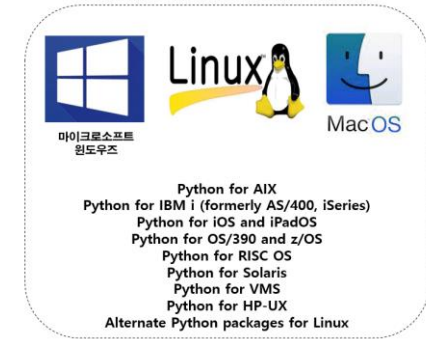 Linux
MacOS
마이크로소프트
윈도우즈
Python for AIX
Python for IBM i (formerly AS/400, iSeries)
Python for iOS and iPadOS
Python for OS/390 and z/OS
Python for RISC OS
Python for Solaris
Python for VMS
Python for HP-UX
Alternate Python packages for Linux